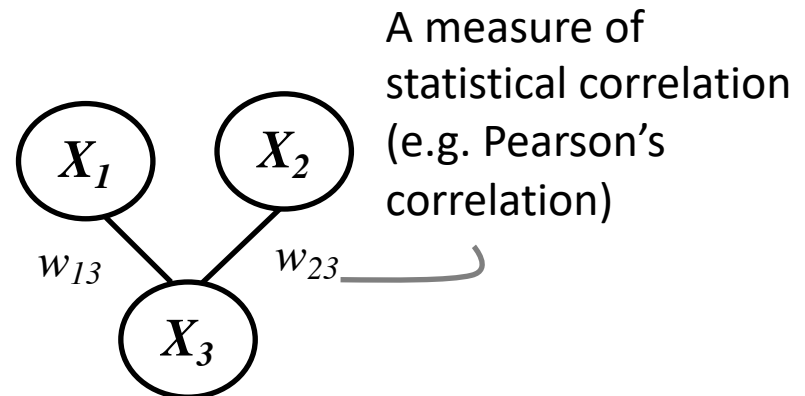 A measure of
statistical correlation
(e.g. Pearson’s
correlation)
X1
X2
w13
w23
X3